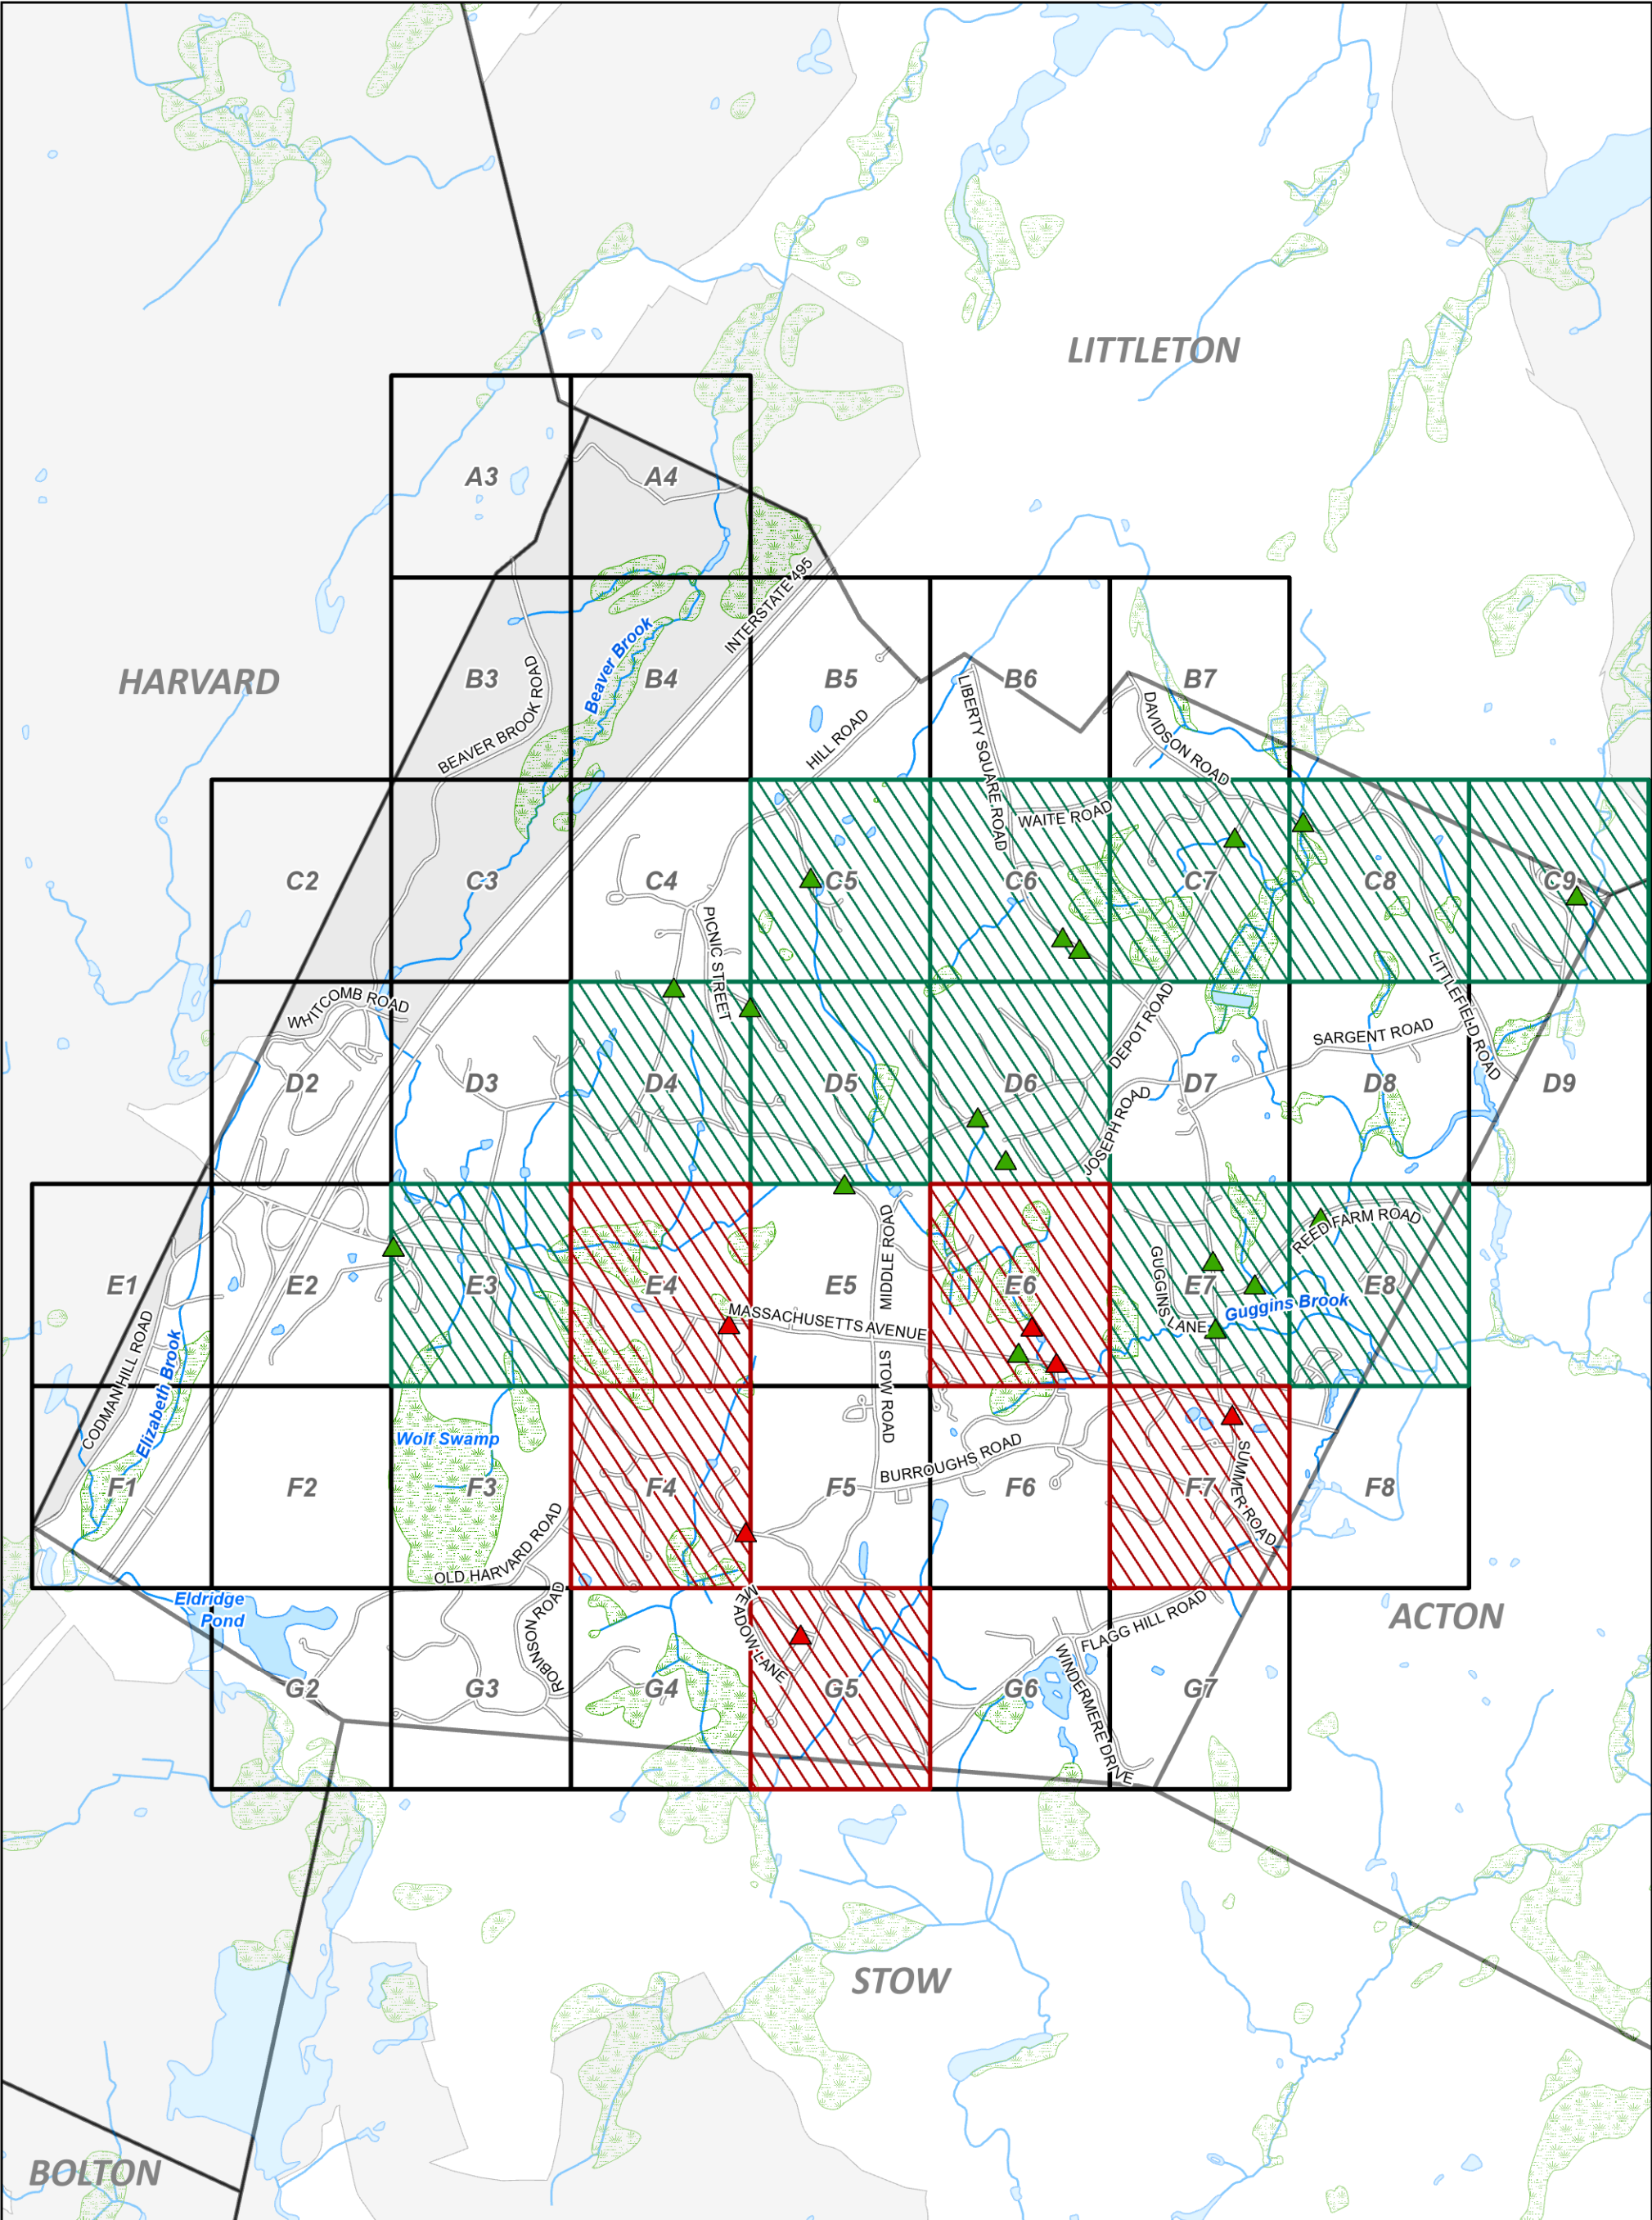 LITTLETON
A3
A4
INTERSTATE 495
HARVARD
B3
BEAVER BROOK ROAD
Beaver Brook
B4
B5
HILL ROAD
LIBERTY SQUARE ROAD
B6
B7
DAVIDSON ROAD
WAITE ROAD
C2
C3
C4
PICNIC STREET
C5
C6
C7
C8
C9
WHITCOMB ROAD
DEPOT ROAD
LITTLEFIELD ROAD
SARGENT ROAD
D2
D3
D4
D5
D6
JOSEPH ROAD
D7
D8
D9
MIDDLE ROAD
REED FARM ROAD
E1
E2
E3
E4
E5
E6
GUGGINS LANE
E7
E8
Guggins Brook
MASSACHUSETTS AVENUE
CODMAN HILL ROAD
Elizabeth Brook
STOW ROAD
Wolf Swamp
BURROUGHS ROAD
SUMMER ROAD
F1
F2
F3
F4
F5
F6
F7
F8
OLD HARVARD ROAD
Eldridge
Pond
ROBINSON ROAD
MEADOW LANE
FLAGG HILL ROAD
WINDERMERE DRIVE
ACTON
G2
G3
G4
G5
G6
G7
STOW
BOLTON